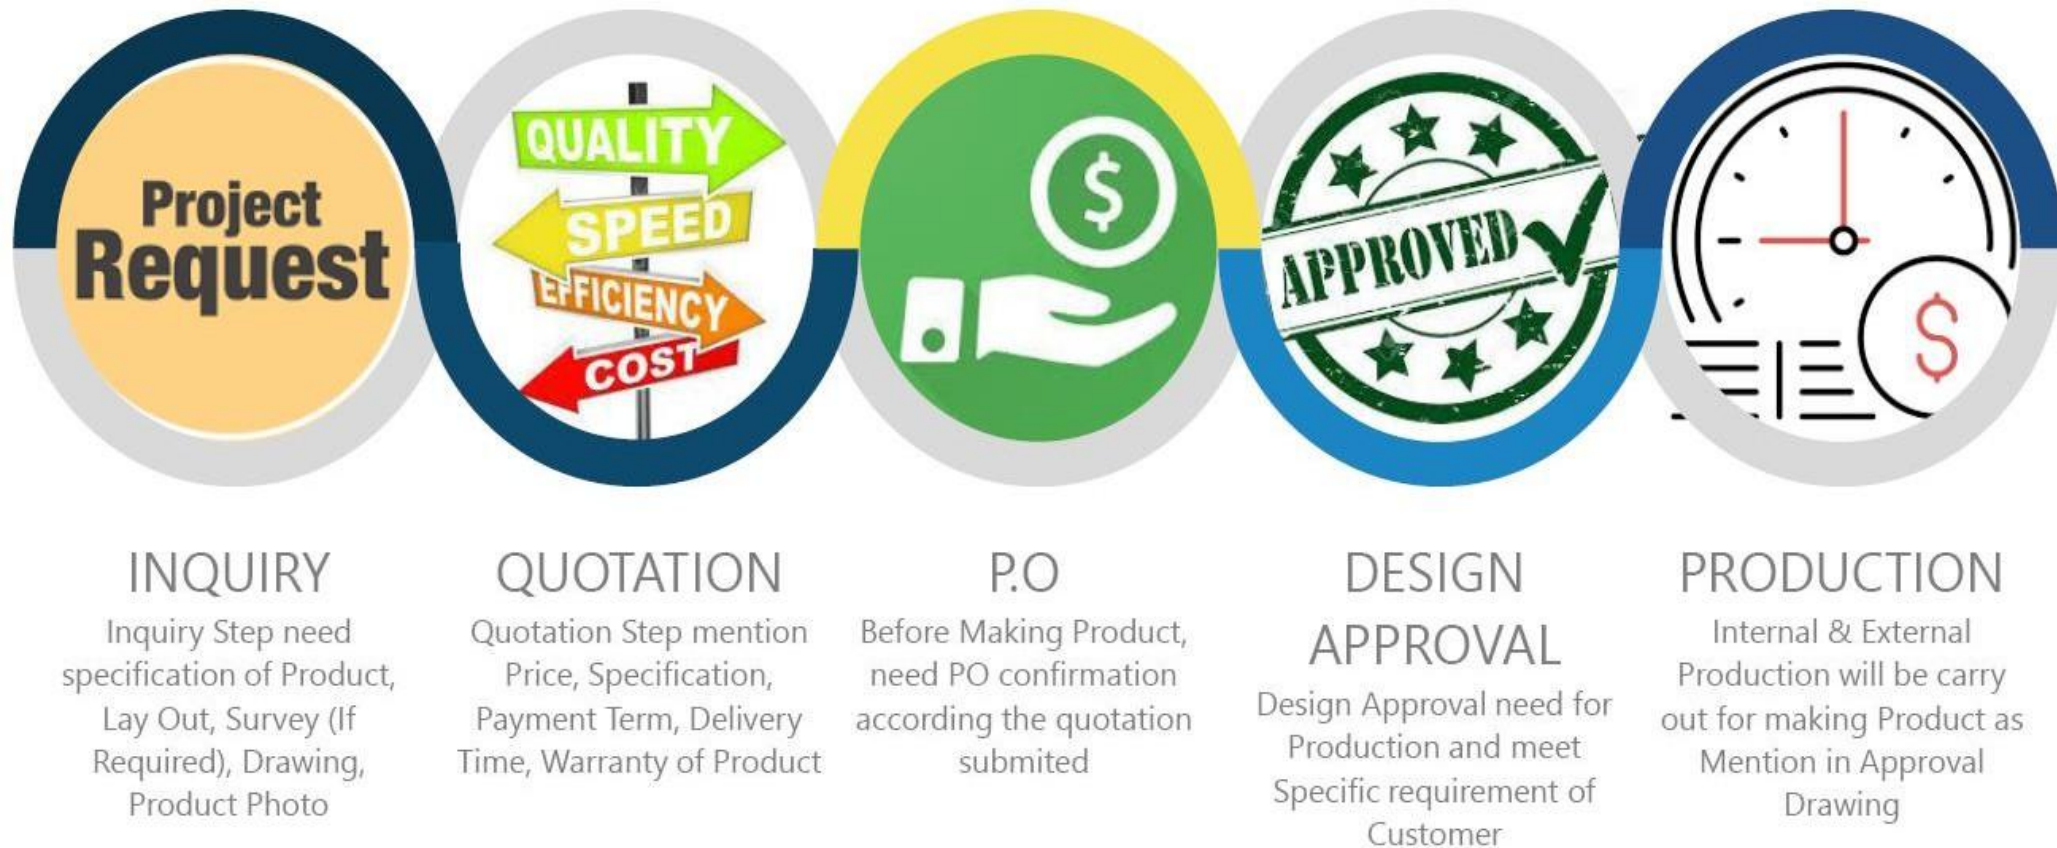 Project
Request
QUALITY
SPEED
EFFICIENCY
COST
$
APPROVED
$
INQUIRY
Inquiry Step need
specification of Product,
Lay Out, Survey (If
Required), Drawing,
Product Photo
QUOTATION
Quotation Step mention
Price, Specification,
Payment Term, Delivery
Time, Warranty of Product
P.O
Before Making Product,
need PO confirmation
according the quotation
submited
DESIGN
APPROVAL
Design Approval need for
Production and meet
Specific requirement of
Customer
PRODUCTION
Internal & External
Production will be carry
out for making Product as
Mention in Approval
Drawing